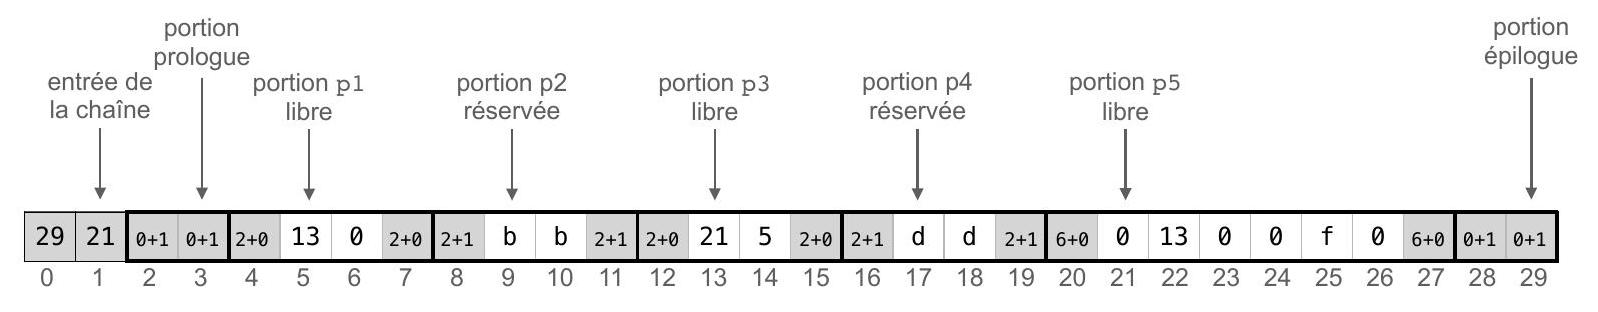 portion
prologue
portion
épilogue
entrée de
la chaîne
portion p1
libre
portion p2
réservée
portion p3
libre
portion p4
réservée
portion p5
libre
29 21 0+1 0+1 2+0 13 0 2+0 2+1 b b 2+1 2+0 21 5 2+0 2+1 d d 2+1 6+0 0 13 0 0 f 0 6+0 0+1 0+1
0 1 2 3 4 5 6 7 8 9 10 11 12 13 14 15 16 17 18 19 20 21 22 23 24 25 26 27 28 29